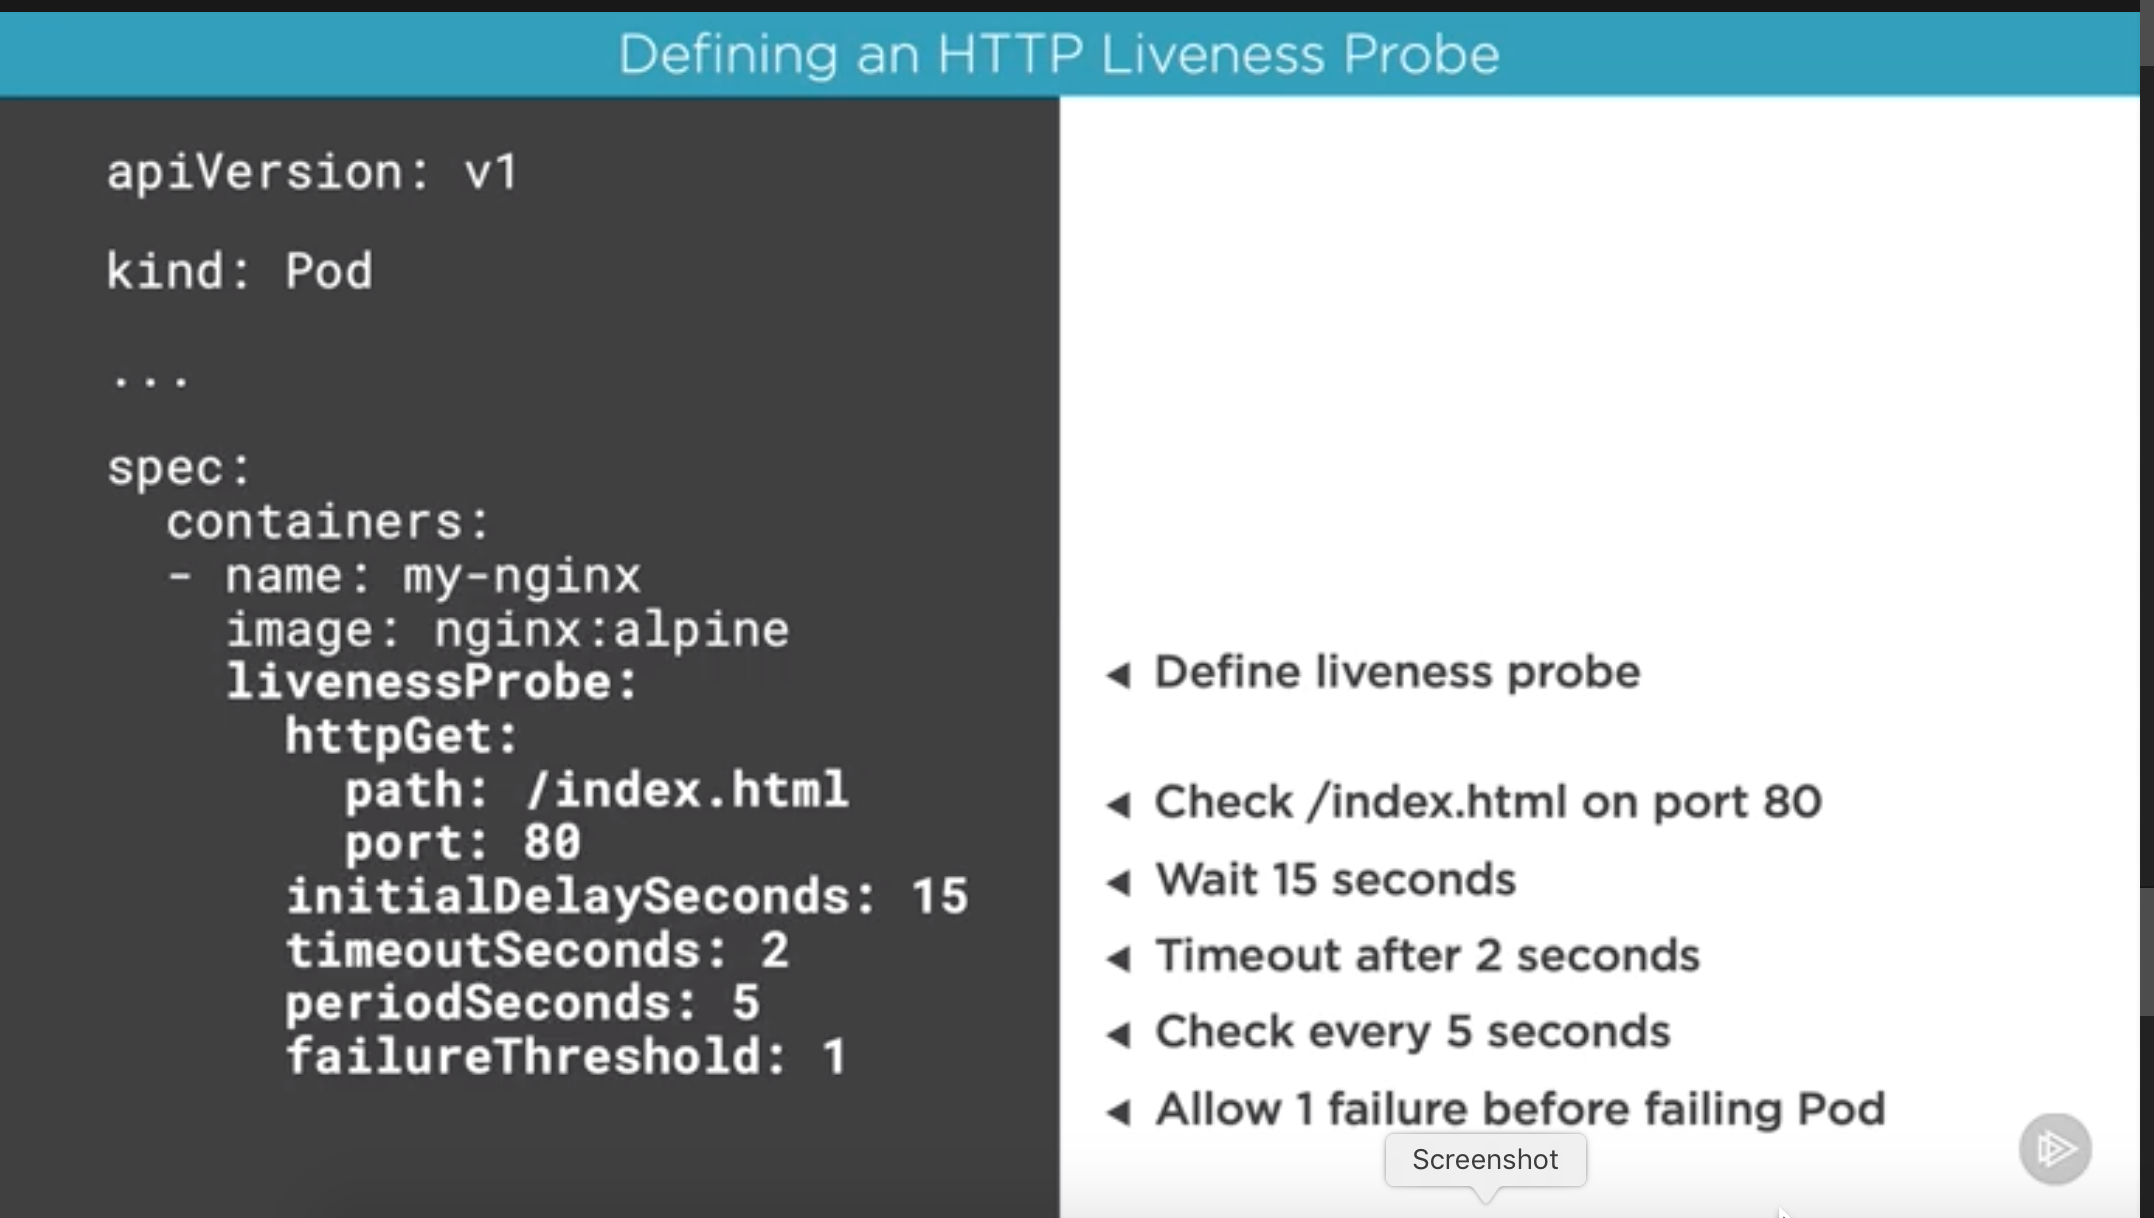 Defining an HTTP Liveness Probe
apiVersion: v1
kind: Pod
...
spec:
  containers:
  - name: my-nginx
    image: nginx:alpine
    livenessProbe:
      httpGet:
        path: /index.html
        port: 80
      initialDelaySeconds: 15
      timeoutSeconds: 2
      periodSeconds: 5
      failureThreshold: 1
Define liveness probe
Check /index.html on port 80
Wait 15 seconds
Timeout after 2 seconds
Check every 5 seconds
Allow 1 failure before failing Pod
Screenshot